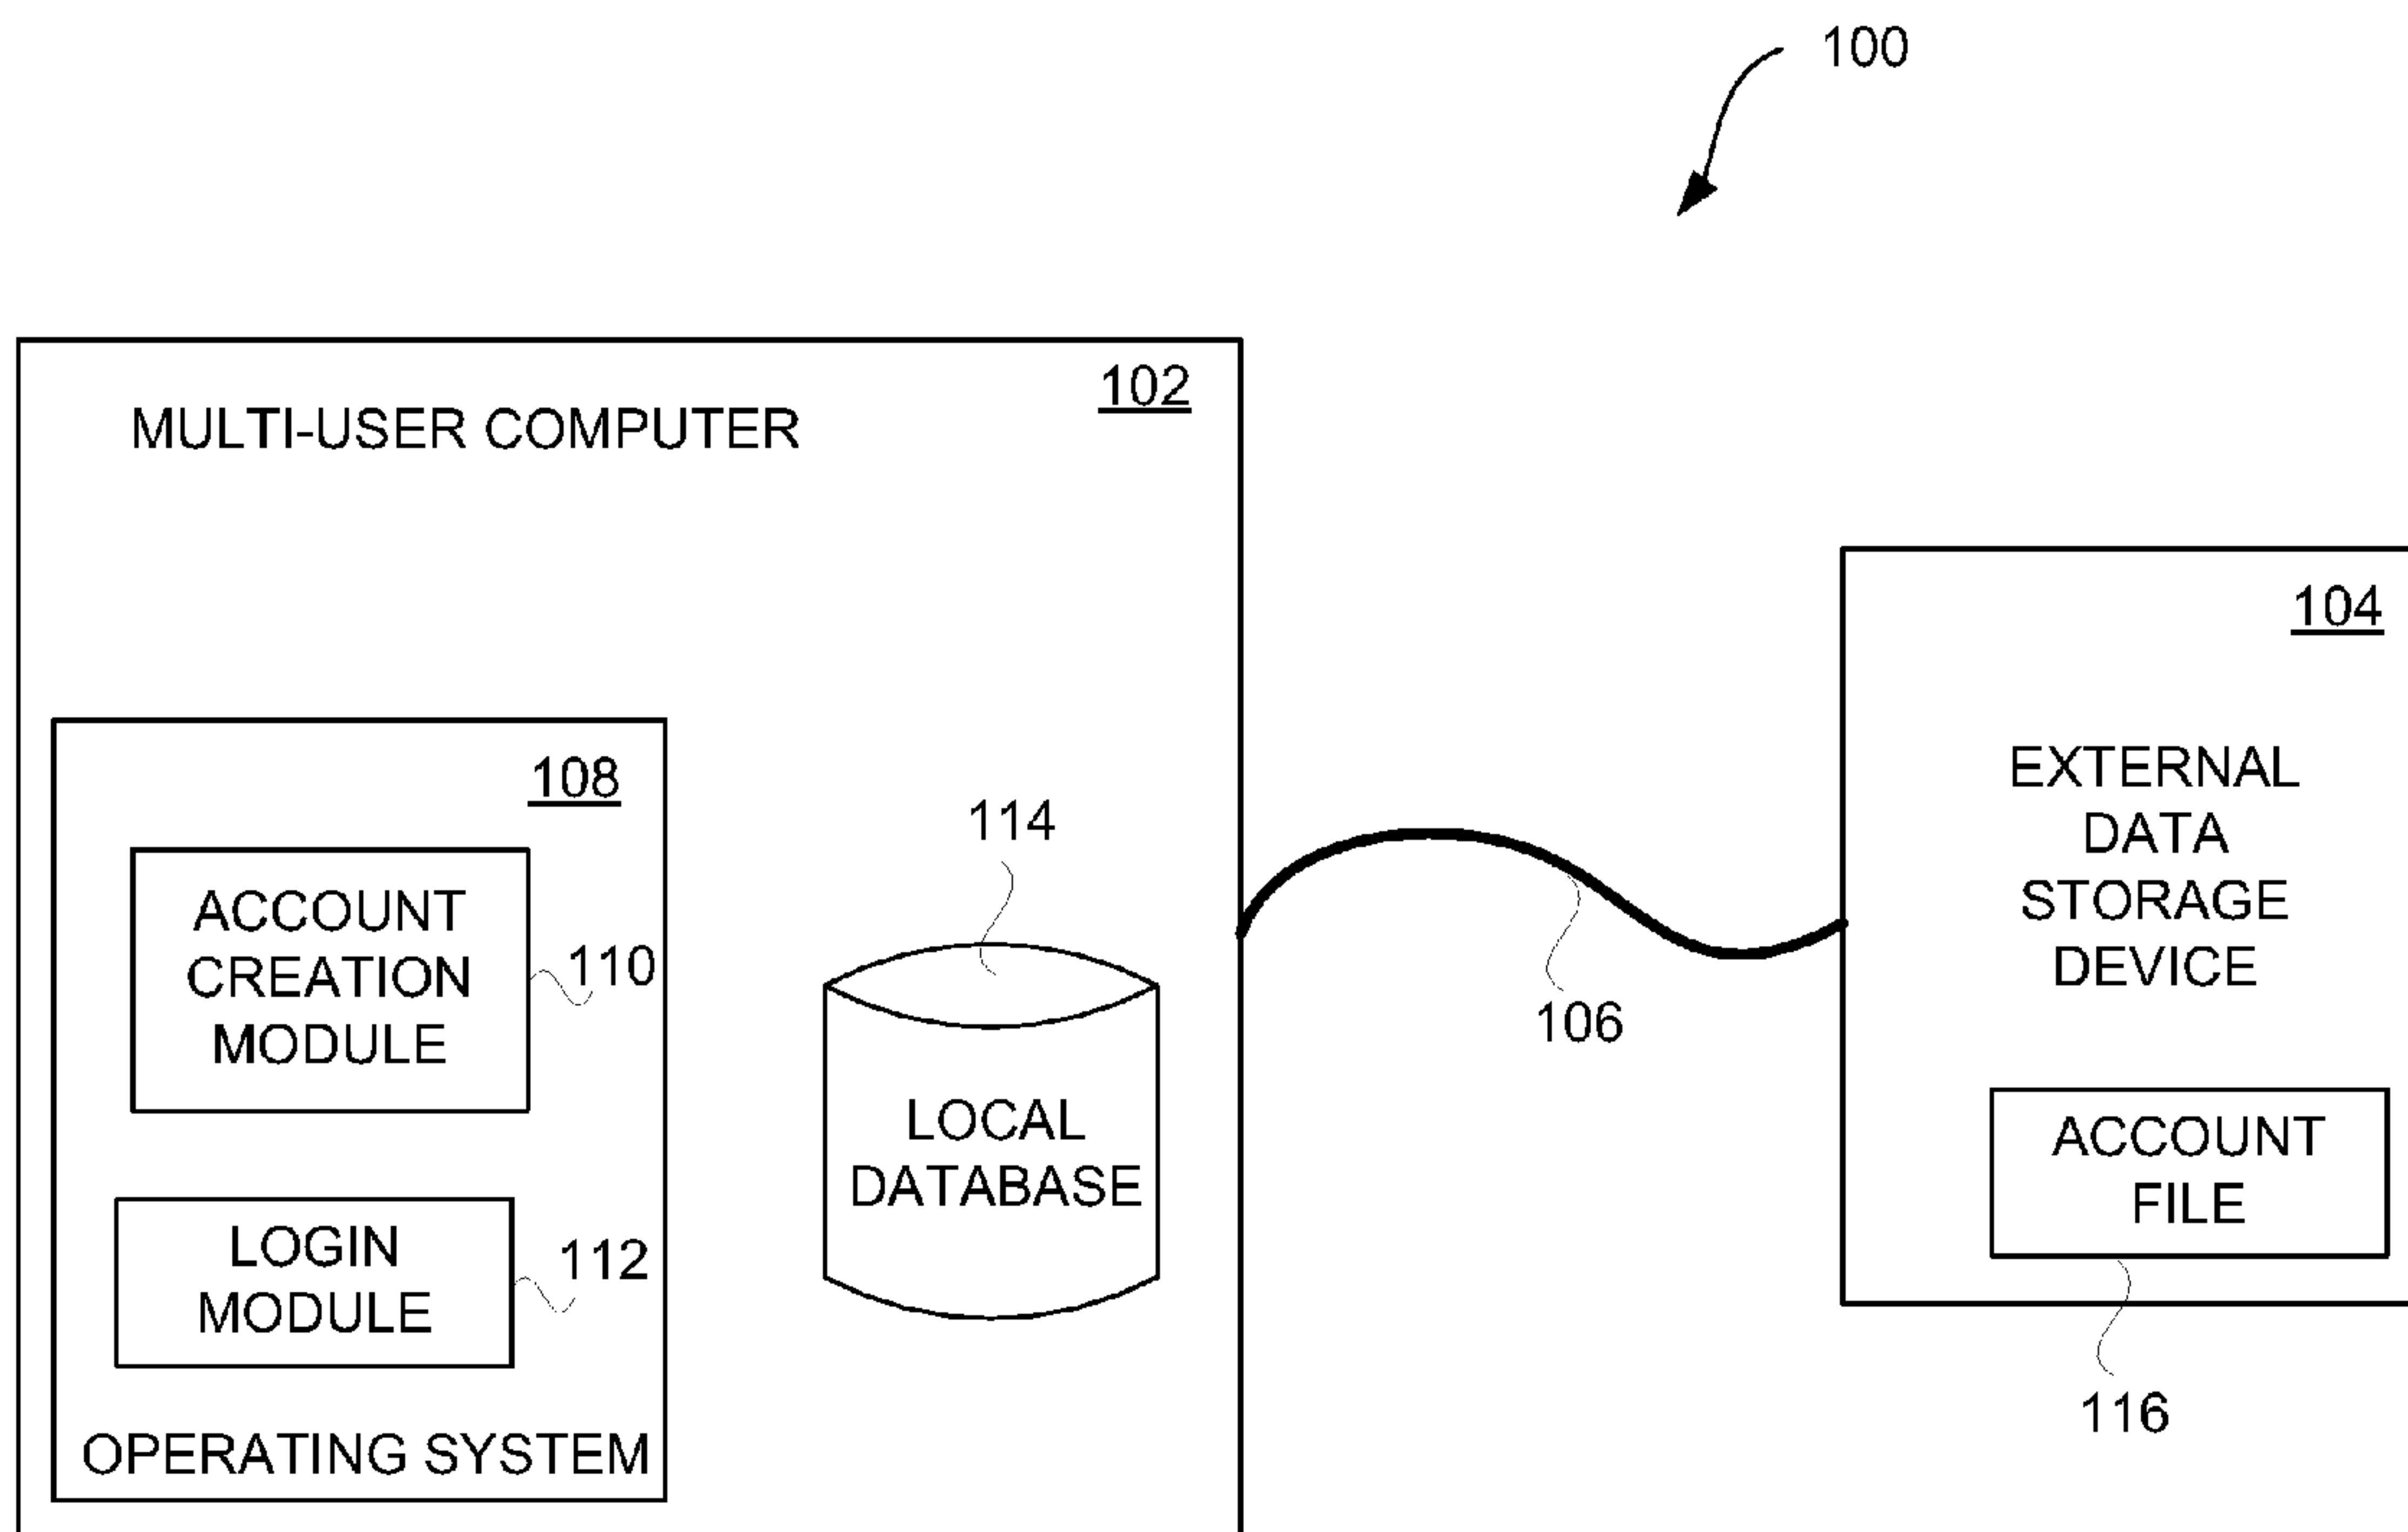 100
102
MULTI-USER COMPUTER
104
108
EXTERNAL
DATA
STORAGE
DEVICE
114
ACCOUNT
CREATION
MODULE
110
106
LOCAL
DATABASE
ACCOUNT
FILE
LOGIN
MODULE
112
116
OPERATING SYSTEM